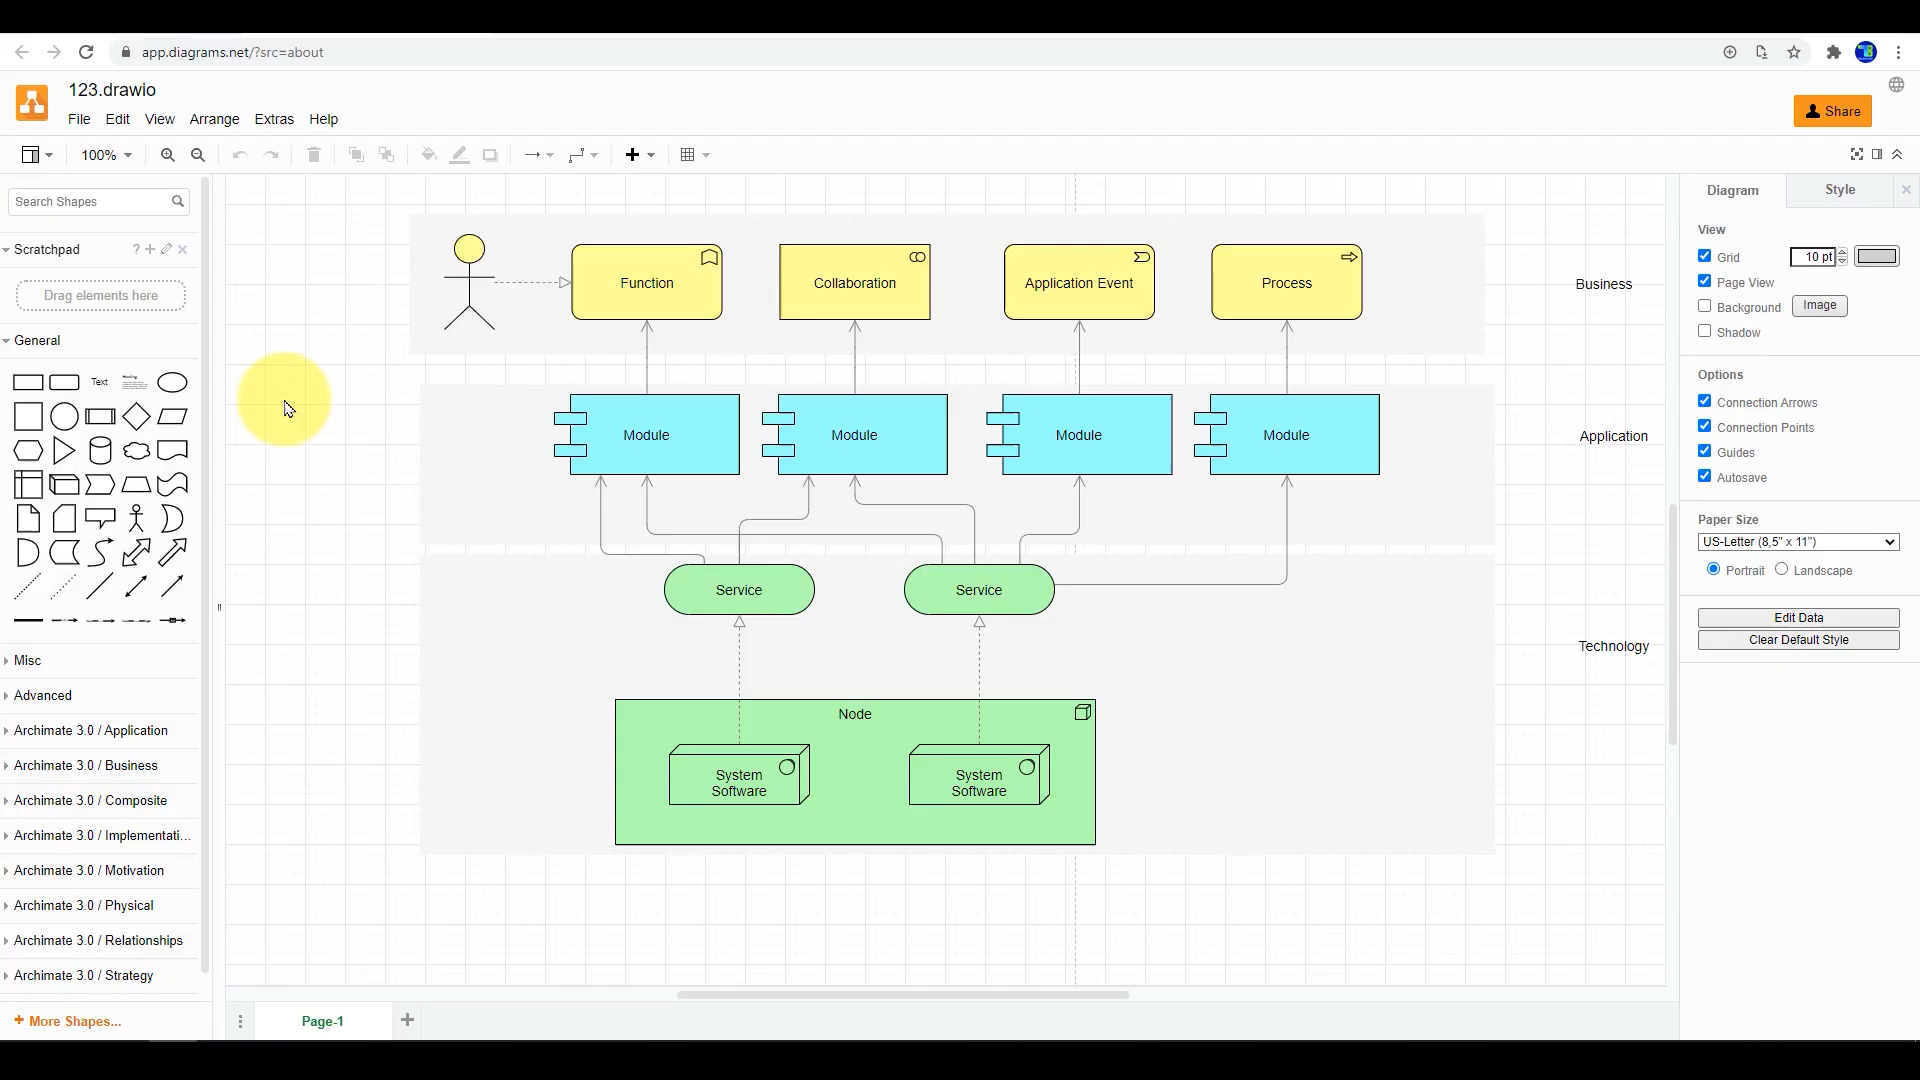 app.diagrams.net/?src=about
123.drawio
File Edit View Arrange Extras Help
Share
100%
Search Shapes
Scratchpad
?
Drag elements here
General
Text
Heading
Misc
Advanced
Archimate 3.0 / Application
Archimate 3.0 / Business
Archimate 3.0 / Composite
Archimate 3.0 / Implementati...
Archimate 3.0 / Motivation
Archimate 3.0 / Physical
Archimate 3.0 / Relationships
Archimate 3.0 / Strategy
+ More Shapes...
Function
Collaboration
Application Event
Process
Business
Module
Module
Module
Module
Application
Service
Service
Technology
Node
System
Software
System
Software
Page-1
Diagram
Style
View
Grid
10 pt
Page View
Background
Image
Shadow
Options
Connection Arrows
Connection Points
Guides
Autosave
Paper Size
US-Letter (8,5" x 11")
Portrait
Landscape
Edit Data
Clear Default Style